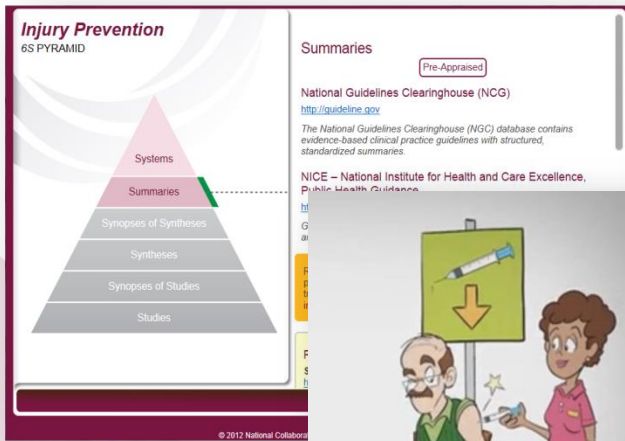 Injury Prevention
6S PYRAMID
Systems
Summaries
Synopses of Syntheses
Syntheses
Synopses of Studies
Studies
Summaries
Pre-Appraised
National Guidelines Clearinghouse (NCG)
http://guideline.gov
The National Guidelines Clearinghouse (NGC) database contains
evidence-based clinical practice guidelines with structured,
standardized summaries.
NICE – National Institute for Health and Care Excellence,
Public Health Guidance
© 2012 National